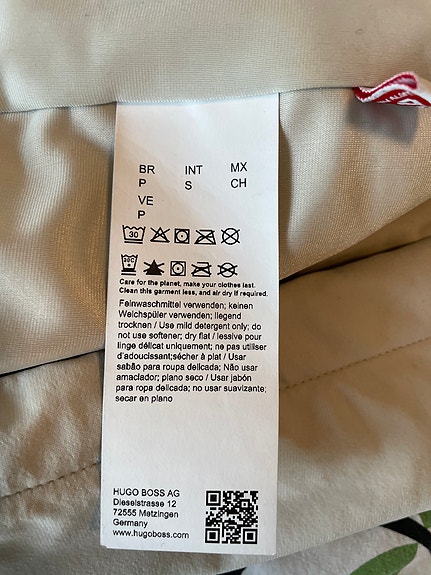 BR INT MX
P S CH
VE
P
30
30°C
Care for the planet, make your clothes last.
Clean this garment less, and air dry if required.
Feinwaschmittel verwenden; keinen
Weichspüler verwenden; liegend
trocknen / Use mild detergent only; do
not use softener; dry flat / lessive pour
linge délicat uniquement; ne pas utiliser
d'adoucissant;sécher à plat / Usar
sabão para roupa delicada; Não usar
amaciador; plano seco / Usar jabón
para ropa delicada; no usar suavizante;
secar en plano
HUGO BOSS AG
Dieselstrasse 12
72555 Metzingen
Germany
www.hugoboss.com